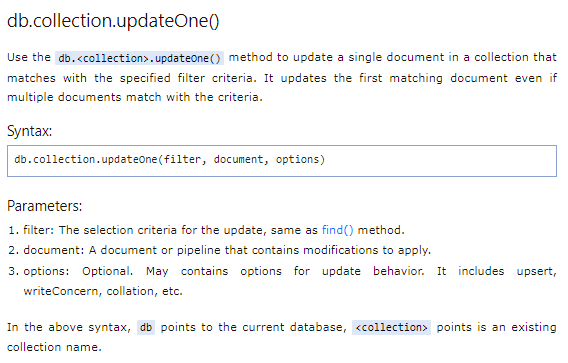 db.collection.updateOne()
Use the db.<collection>.updateOne() method to update a single document in a collection that
matches with the specified filter criteria. It updates the first matching document even if
multiple documents match with the criteria.
Syntax:
db.collection.updateOne(filter, document, options)
Parameters:
1. filter: The selection criteria for the update, same as find() method.
2. document: A document or pipeline that contains modifications to apply.
3. options: Optional. May contains options for update behavior. It includes upsert,
writeConcern, collation, etc.
In the above syntax, db points to the current database, <collection> points is an existing
collection name.